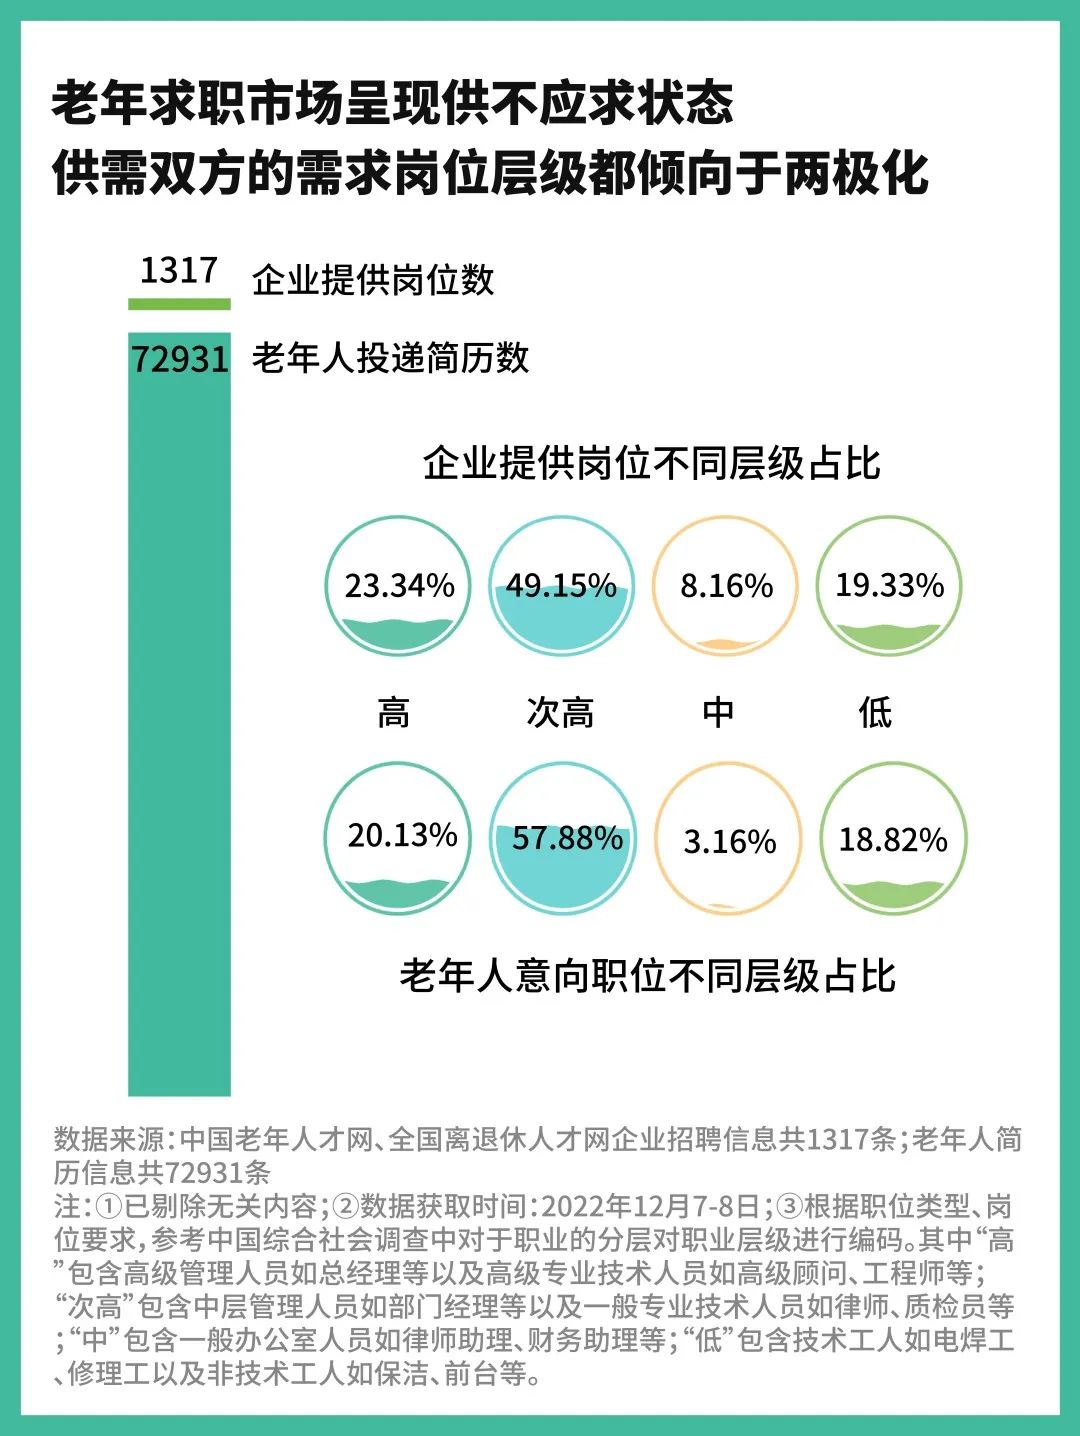 老年求职市场呈现供不应求状态
供需双方的需求岗位层级都倾向于两极化
1317 企业提供岗位数
72931 老年人投递简历数
企业提供岗位不同层级占比
23.34% 49.15% 8.16% 19.33%
高 次高 中 低
20.13% 57.88% 3.16% 18.82%
老年人意向职位不同层级占比
数据来源：中国老年人才网、全国离退休人才网企业招聘信息共1317条；老年人简
历信息共72931条
注：①已剔除无关内容；②数据获取时间：2022年12月7-8日；③根据职位类型、岗
位要求，参考中国综合社会调查中对于职业的分层对职业层级进行编码。其中“高
”包含高级管理人员如总经理等以及高级专业技术人员如高级顾问、工程师等；
“次高”包含中层管理人员如部门经理等以及一般专业技术人员如律师、质检员等
；“中”包含一般办公室人员如律师助理、财务助理等；“低”包含技术工人如电焊工
、修理工以及非技术工人如保洁、前台等。